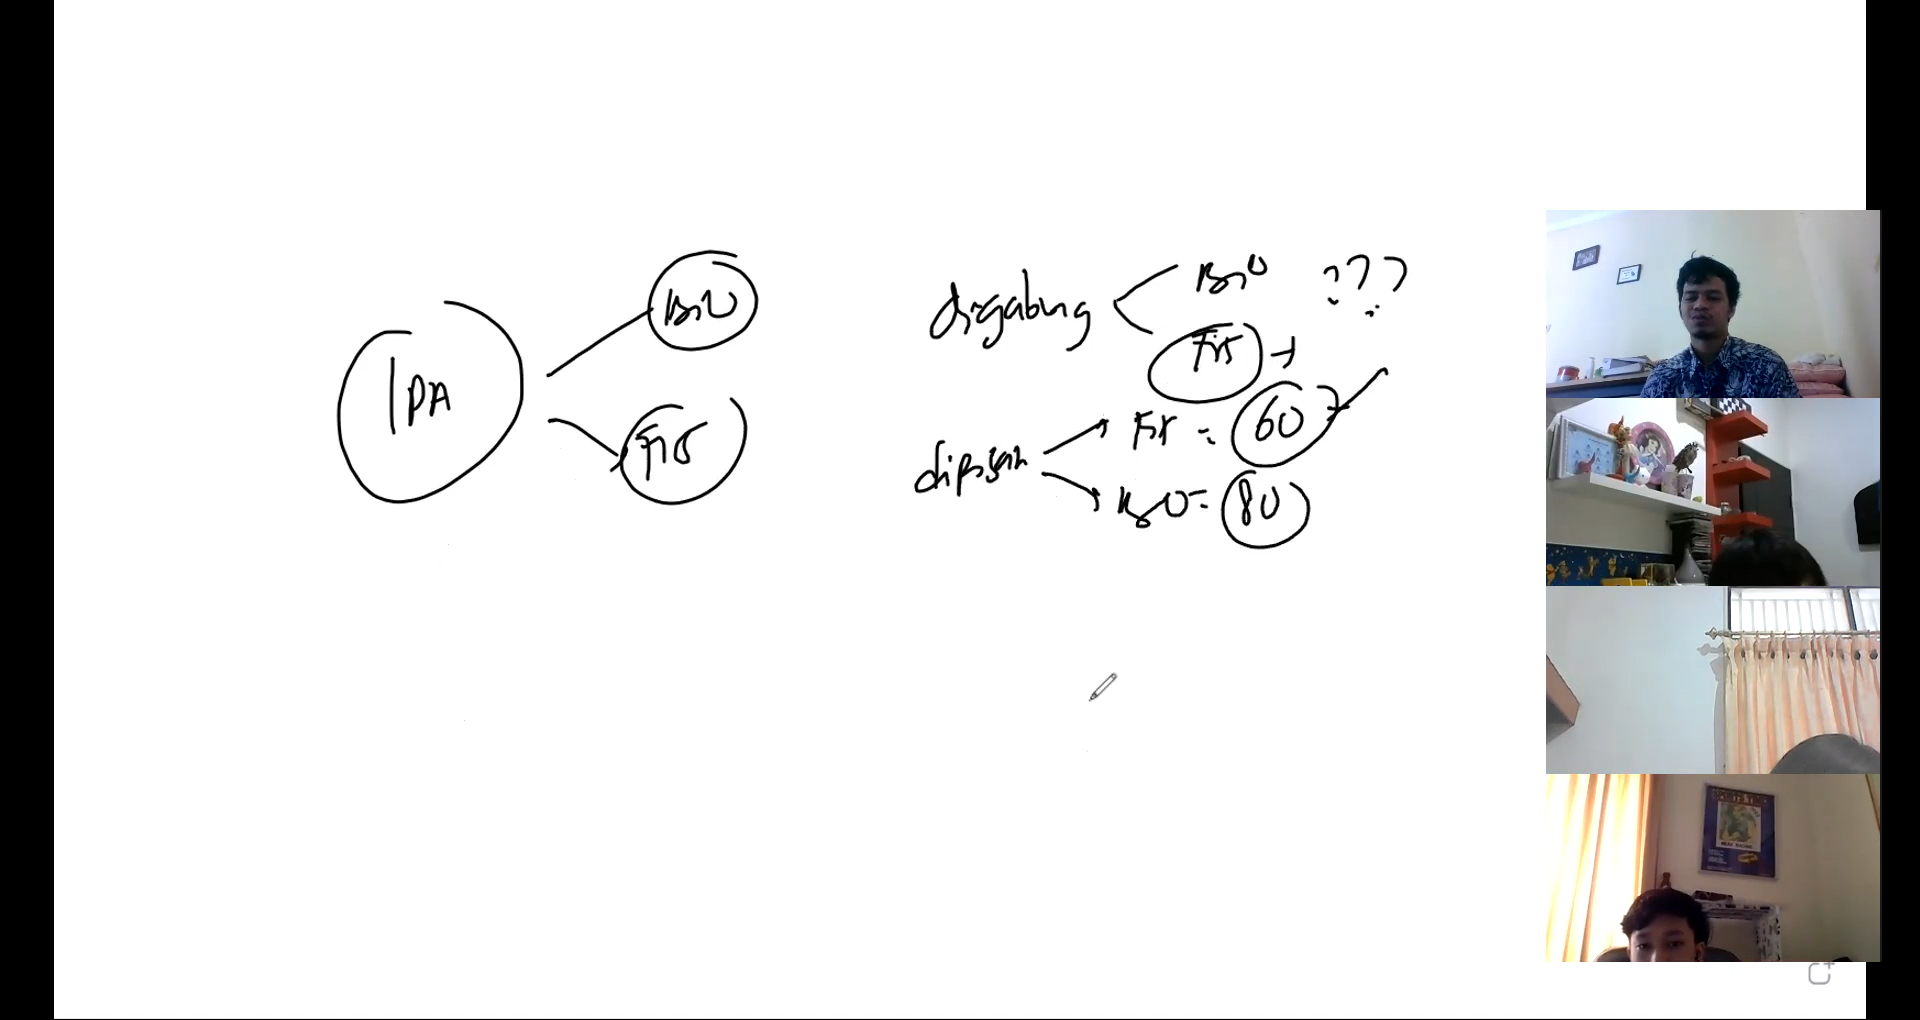 IPA
BIO
FIS
digabung
BIO ???
FIS
dipisah
FIS = 60
BIO = 80